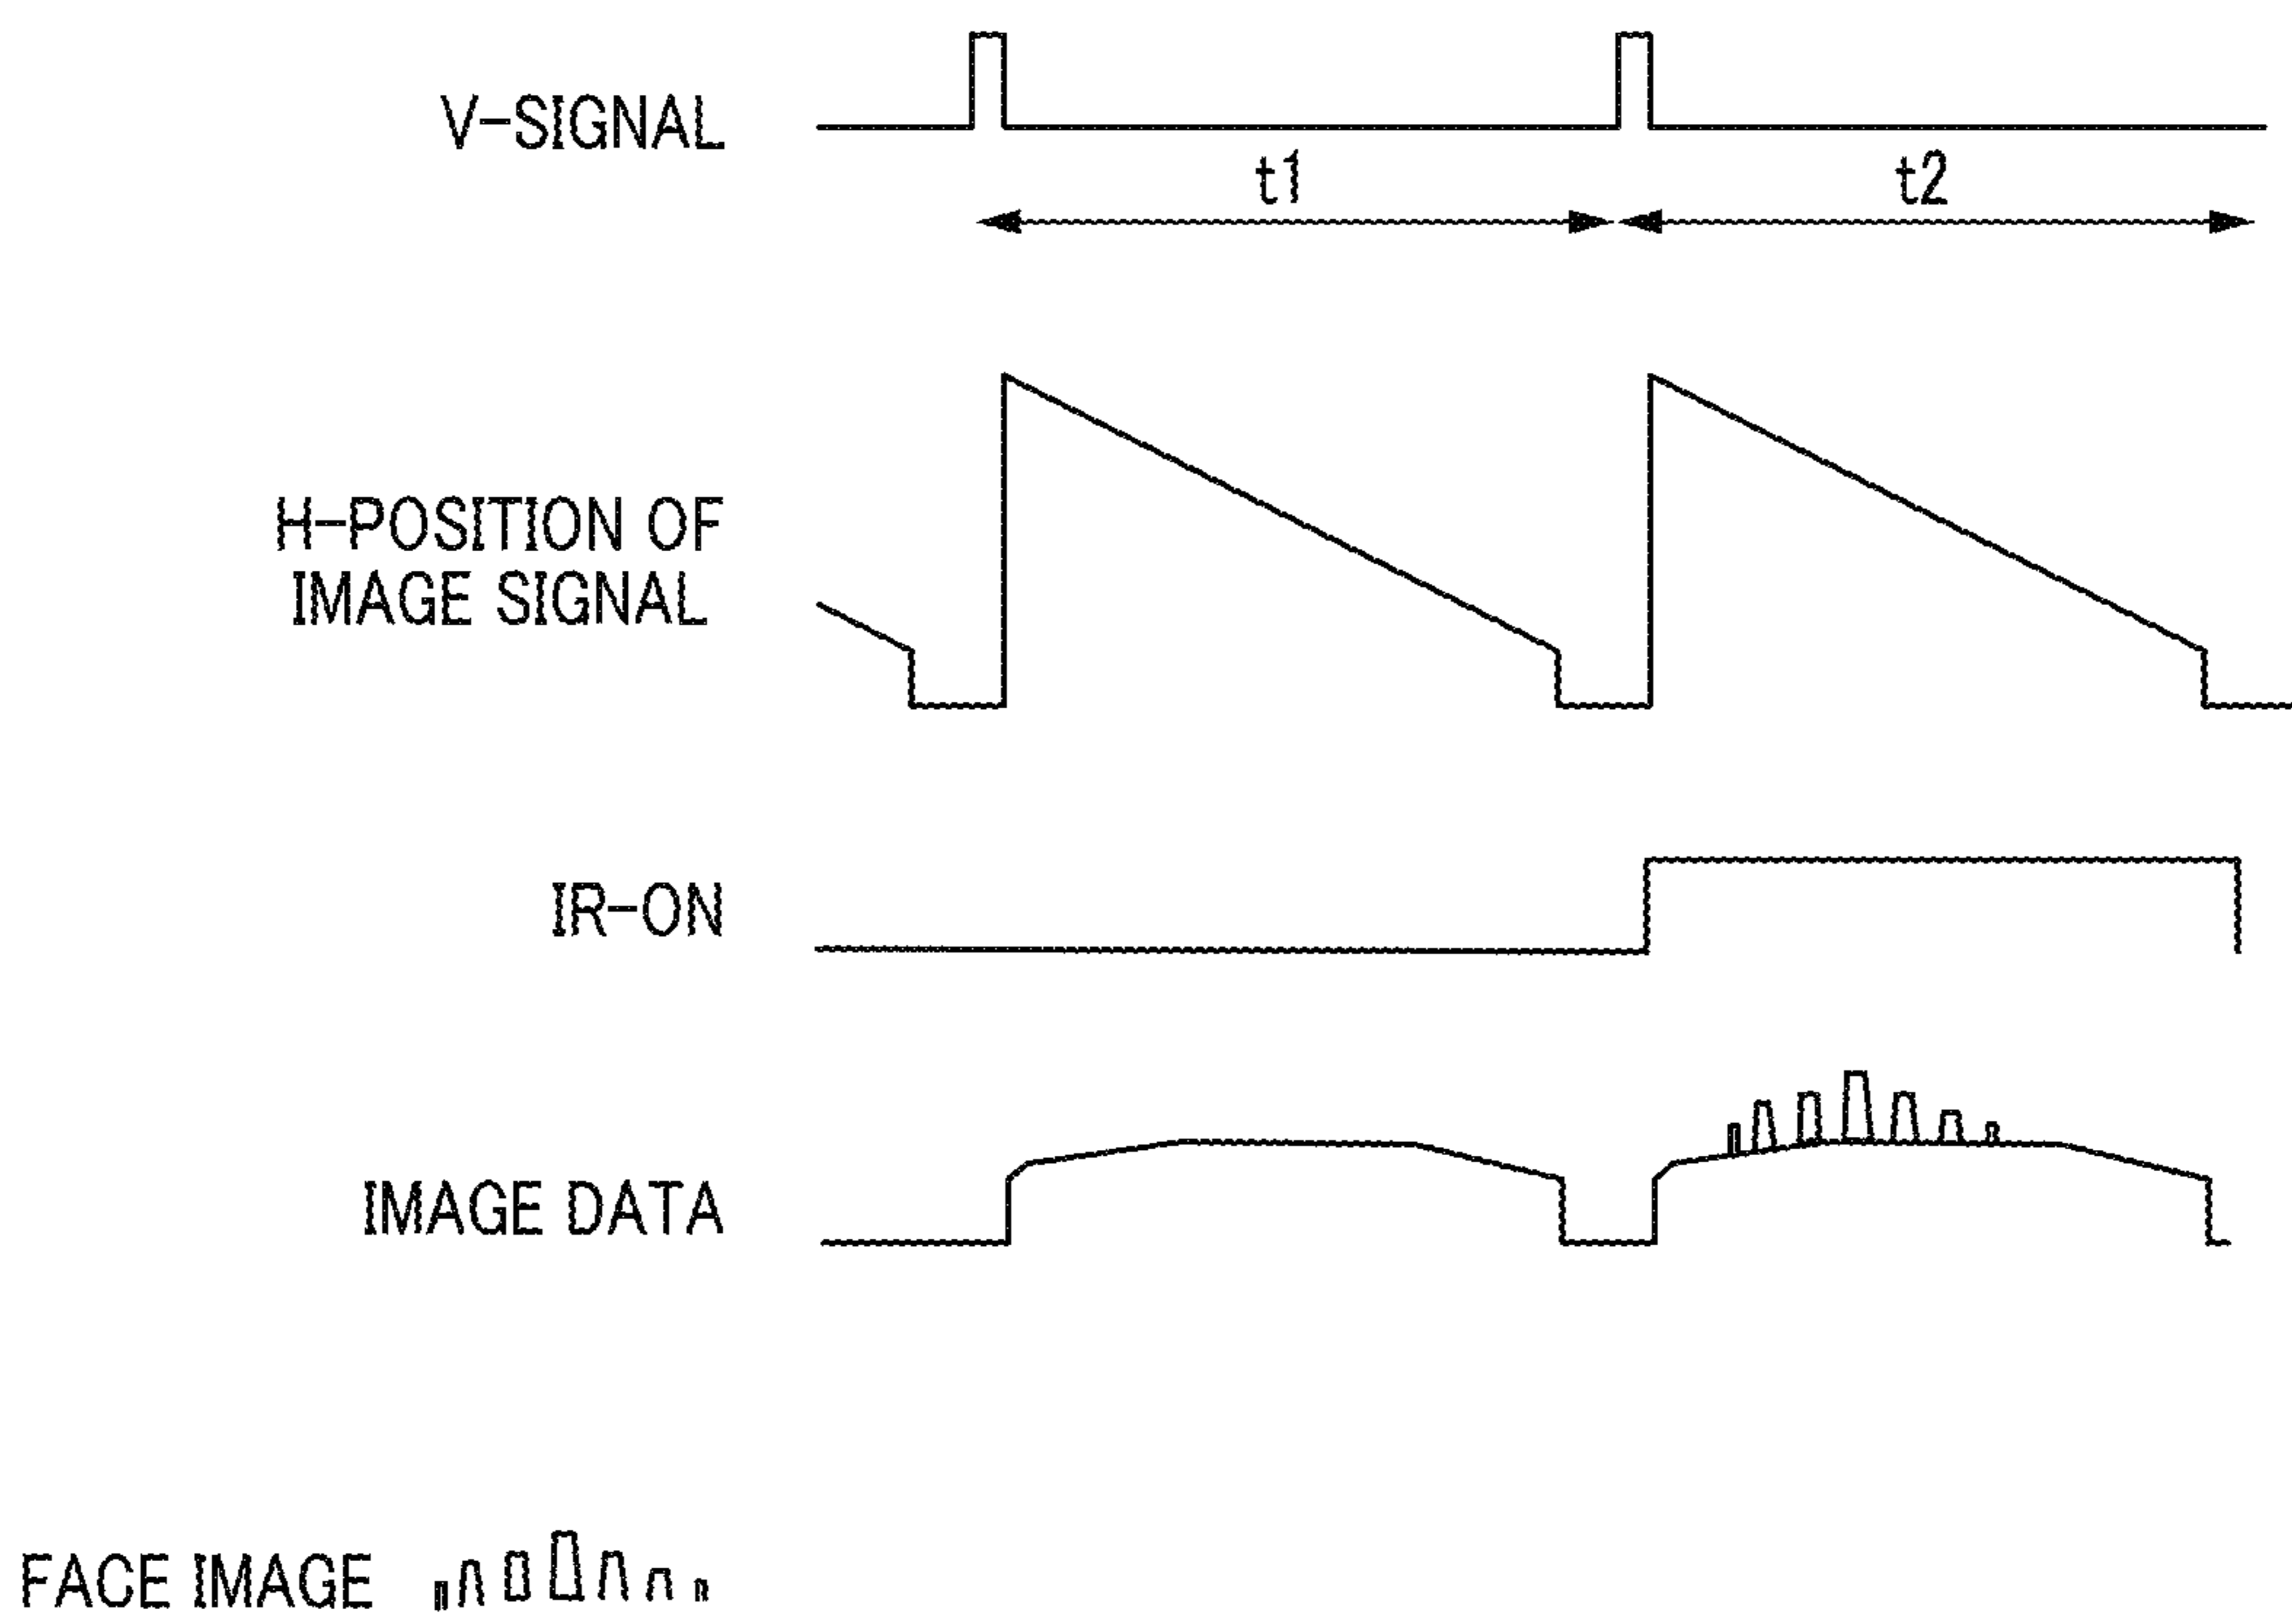 V-SIGNAL
t1
t2
H-POSITION OF
IMAGE SIGNAL
IR-ON
IMAGE DATA
FACE IMAGE